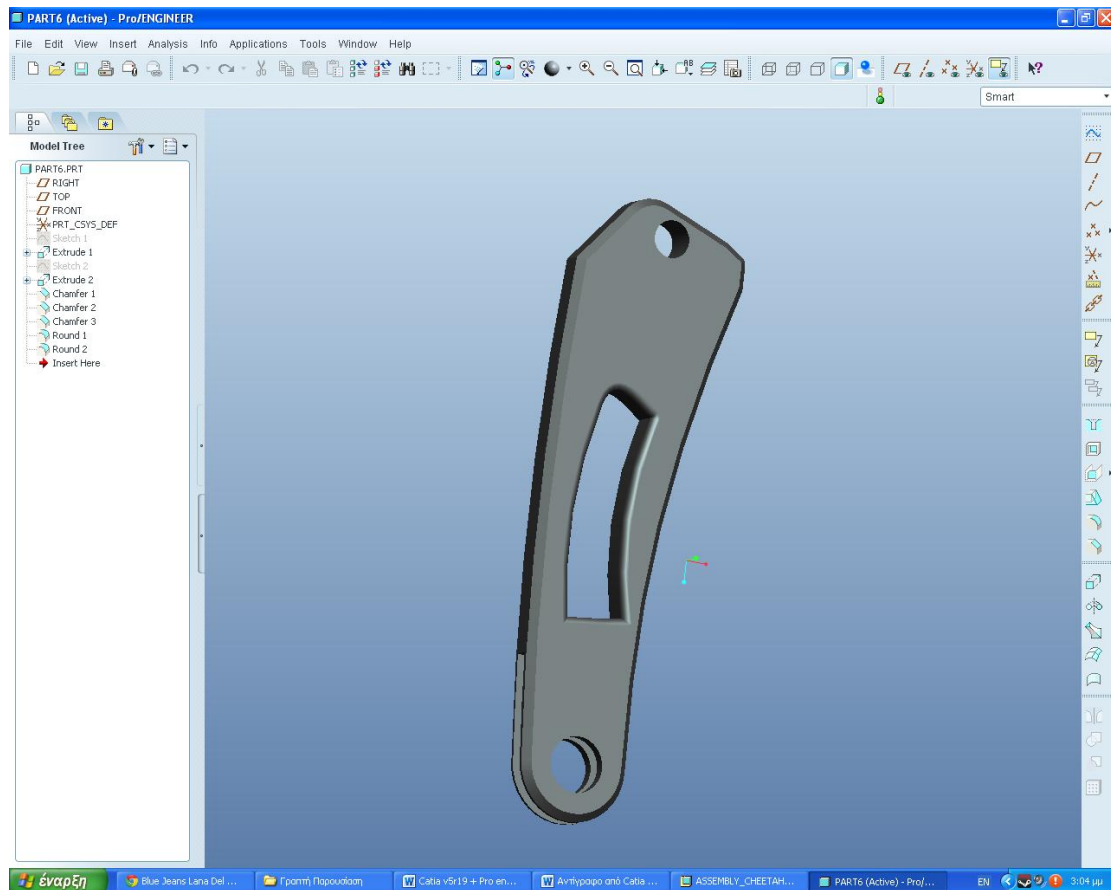 PART6 (Active) - Pro/ENGINEER
File Edit View Insert Analysis Info Applications Tools Window Help
Smart
Model Tree
PART6.PRT
RIGHT
TOP
FRONT
PRT_CSYS_DEF
Sketch 1
Extrude 1
Sketch 2
Extrude 2
Chamfer 1
Chamfer 2
Chamfer 3
Round 1
Round 2
Insert Here
έναρξη
Blue Jeans Lana Del ...
Γραπτή Παρουσίαση
Catia v5r19 + Pro en...
Αντίγραφο από Catia ...
ASSEMBLY_CHEETAH...
PART6 (Active) - Pro/...
EN
3:04 μμ